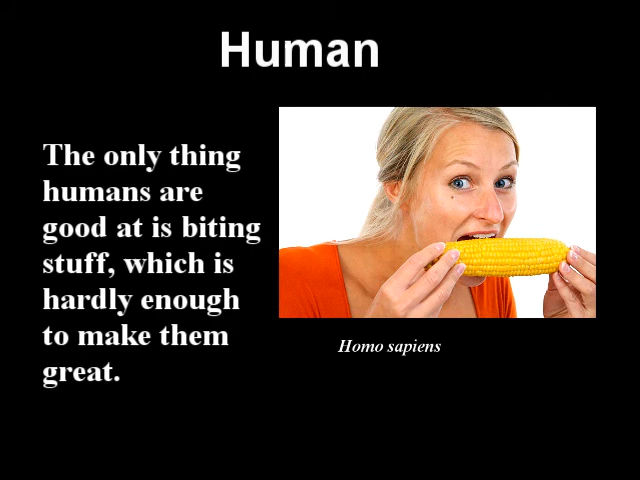 Human
The only thing
humans are
good at is biting
stuff, which is
hardly enough
to make them
great.
Homo sapiens